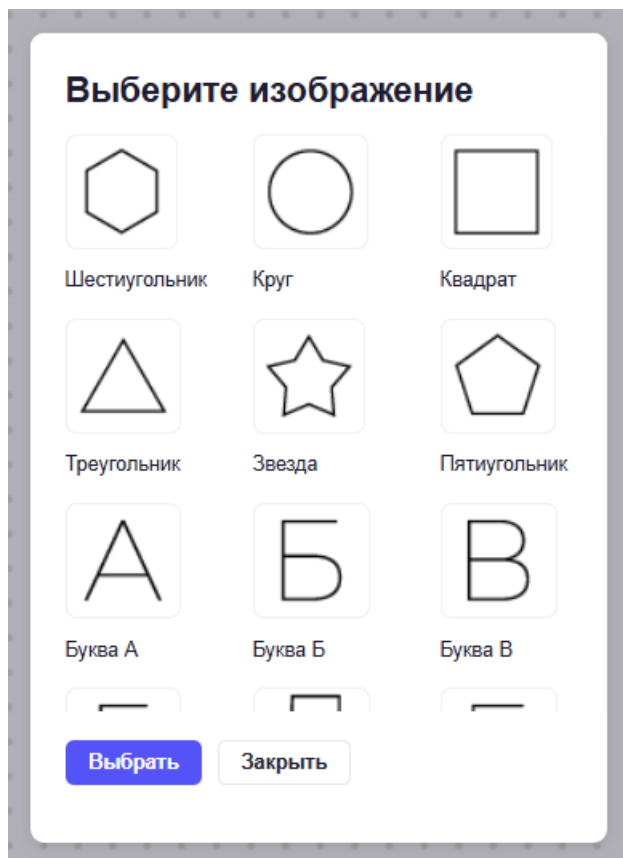 Выберите изображение
Шестиугольник Круг Квадрат
Треугольник Звезда Пятиугольник
А Б В
Буква А Буква Б Буква В
Выбрать Закрыть